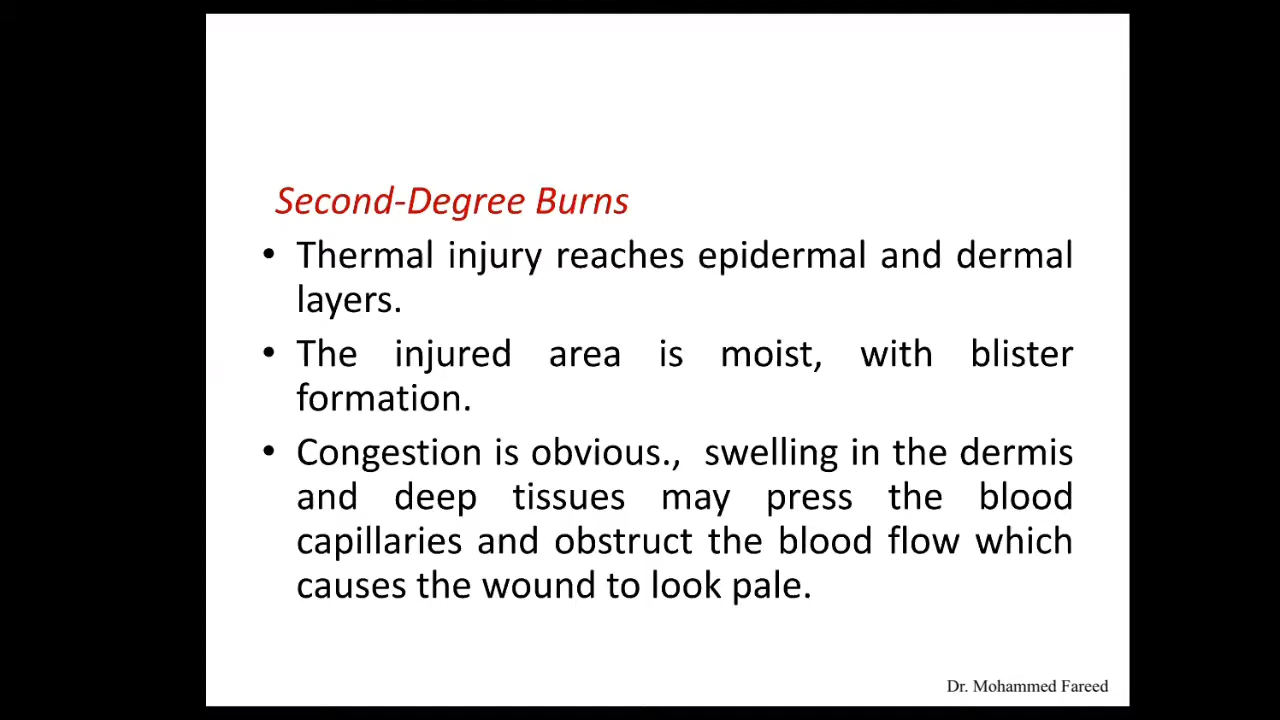 Second-Degree Burns
• Thermal injury reaches epidermal and dermal
layers.
• The injured area is moist, with blister
formation.
• Congestion is obvious., swelling in the dermis
and deep tissues may press the blood
capillaries and obstruct the blood flow which
causes the wound to look pale.
Dr. Mohammed Fareed